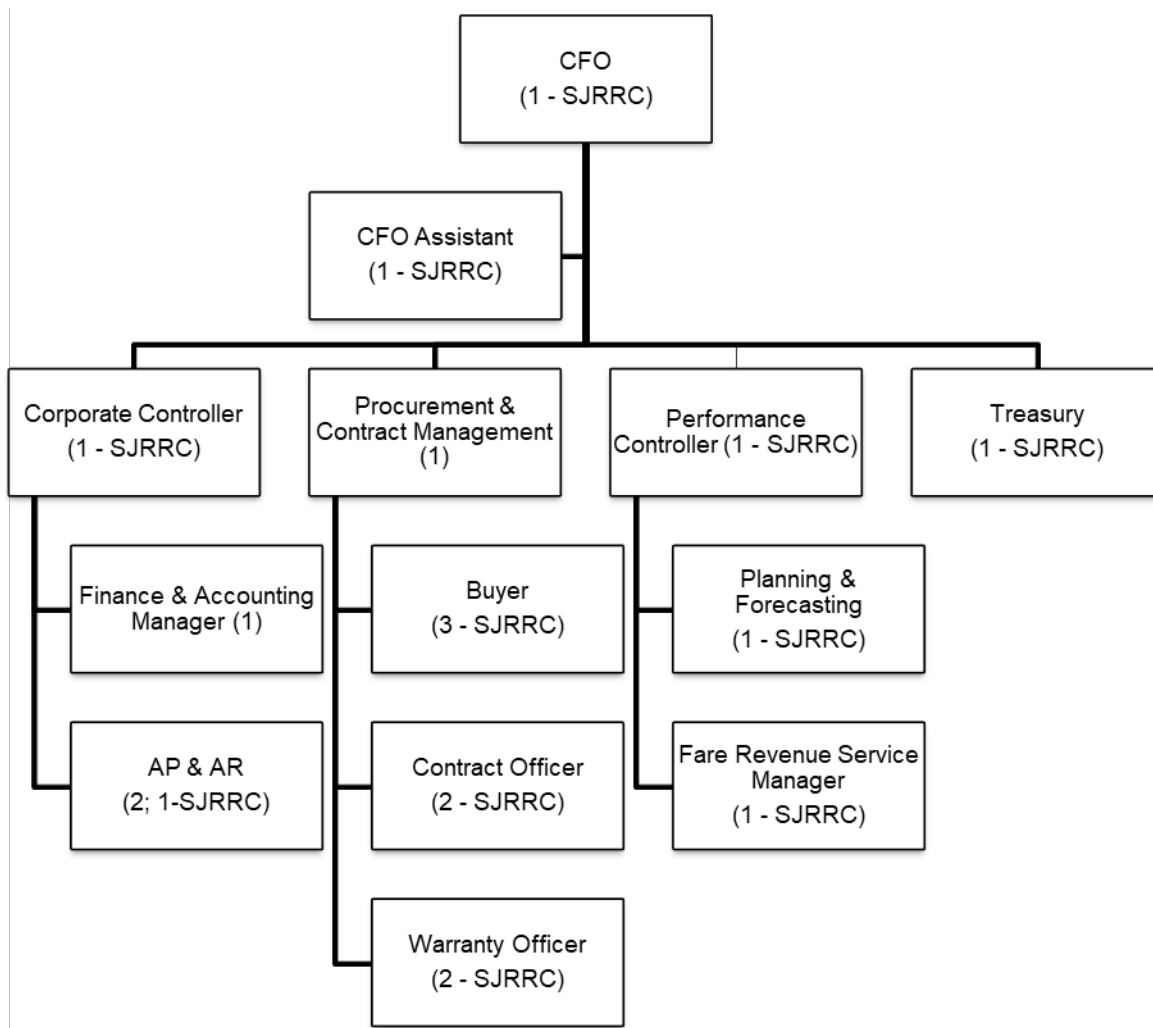 CFO
(1 - SJRRC)
CFO Assistant
(1 - SJRRC)
Corporate Controller
(1 - SJRRC)
Procurement &
Contract Management
(1)
Performance
Controller (1 - SJRRC)
Treasury
(1 - SJRRC)
Finance & Accounting
Manager (1)
Buyer
(3 - SJRRC)
Planning &
Forecasting
(1 - SJRRC)
AP & AR
(2; 1-SJRRC)
Contract Officer
(2 - SJRRC)
Fare Revenue Service
Manager
(1 - SJRRC)
Warranty Officer
(2 - SJRRC)